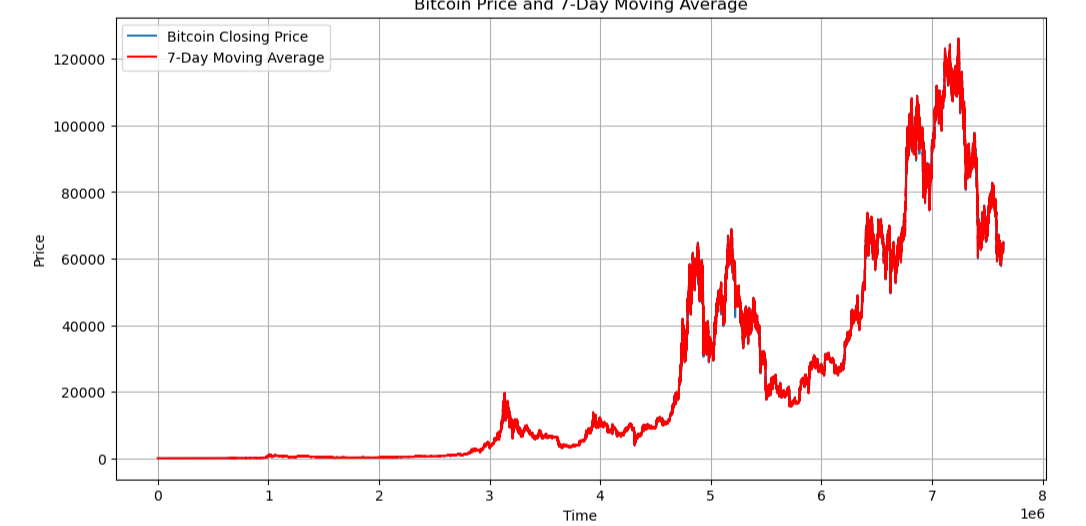 Bitcoin Price and 7-Day Moving Average
Bitcoin Closing Price
7-Day Moving Average
120000
100000
80000
60000
40000
20000
0
Price
0 1 2 3 4 5 6 7 8
1e6
Time